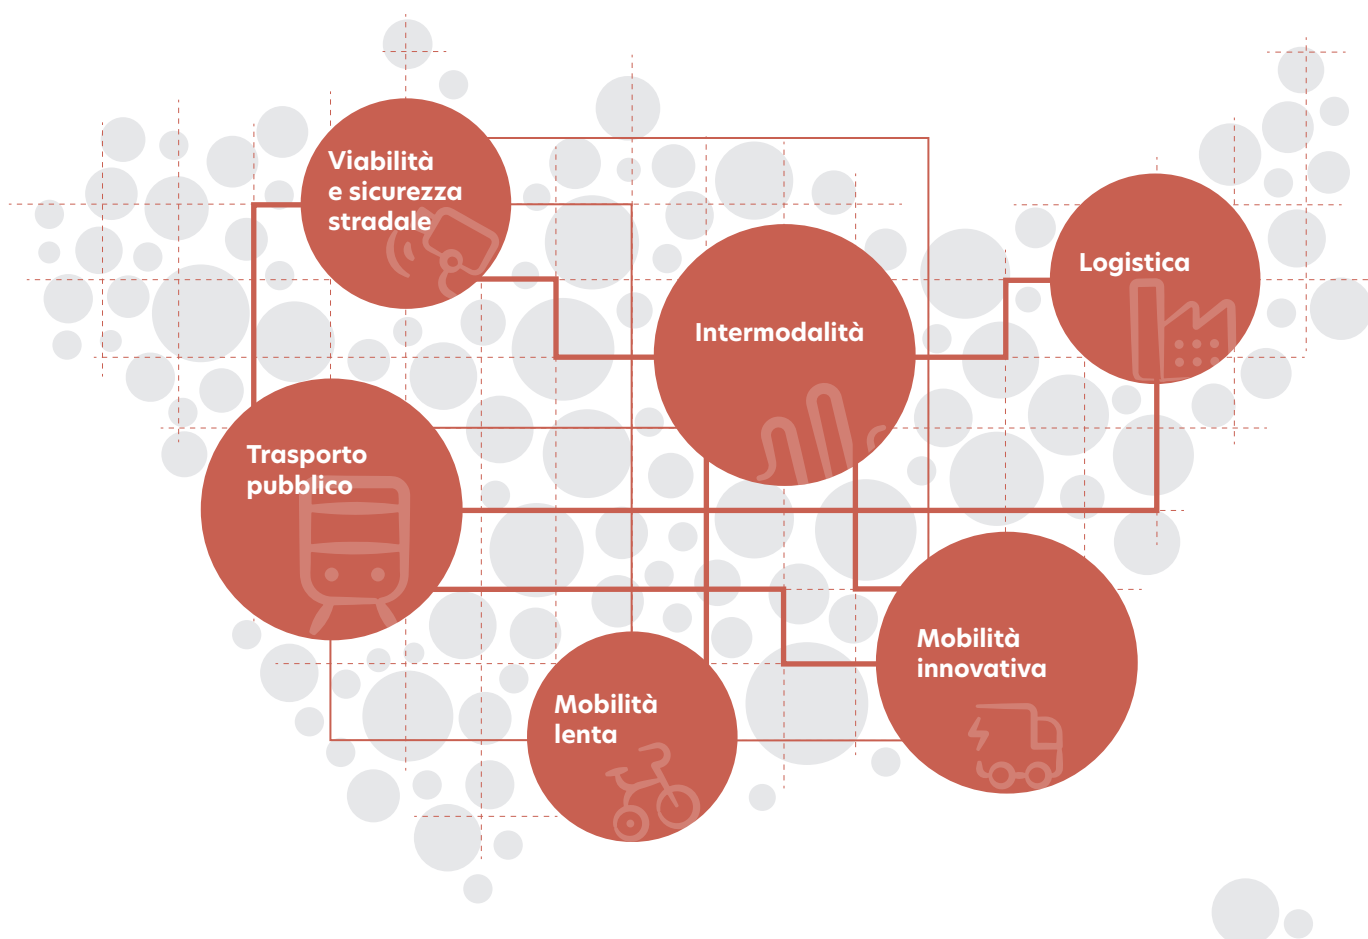 Viabilità
e sicurezza
stradale
Intermodalità
Logistica
Trasporto
pubblico
Mobilità
lenta
Mobilità
innovativa